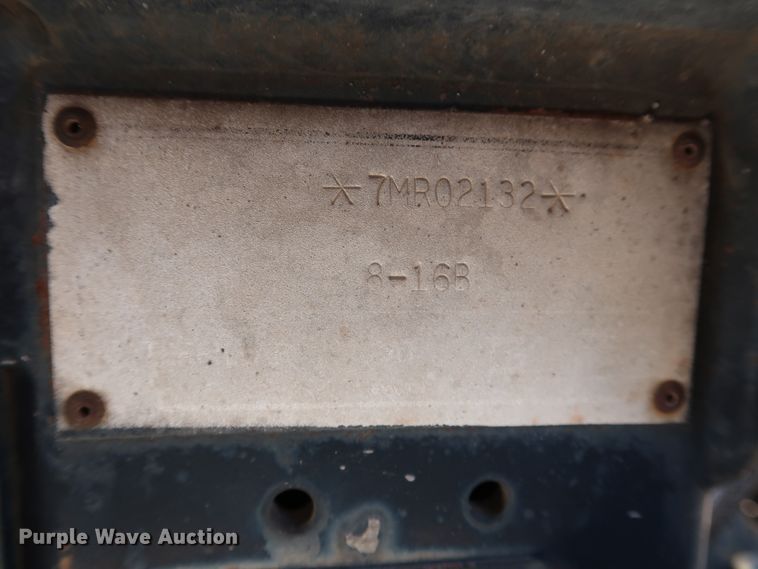 *7MR02132*
8-16B
Purple Wave Auction